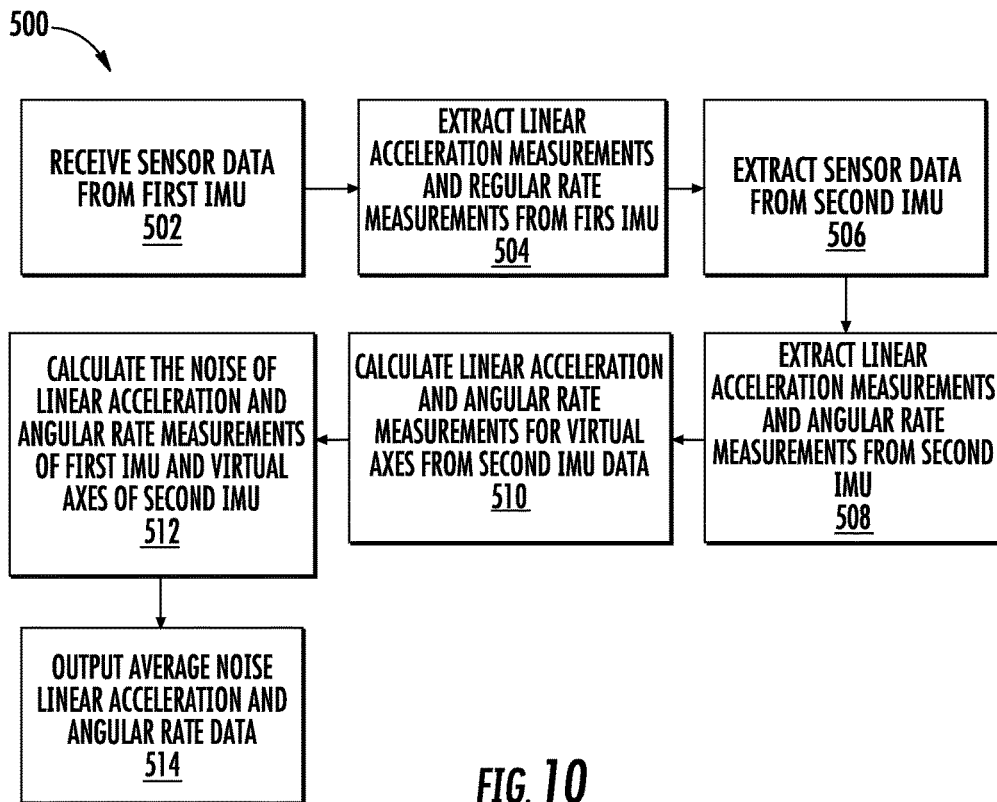 500
RECEIVE SENSOR DATA
FROM FIRST IMU
502
EXTRACT LINEAR
ACCELERATION MEASUREMENTS
AND REGULAR RATE
MEASUREMENTS FROM FIRS IMU
504
EXTRACT SENSOR DATA
FROM SECOND IMU
506
EXTRACT LINEAR
ACCELERATION MEASUREMENTS
AND ANGULAR RATE
MEASUREMENTS FROM SECOND
IMU
508
CALCULATE LINEAR ACCELERATION
AND ANGULAR RATE
MEASUREMENTS FOR VIRTUAL
AXES FROM SECOND IMU DATA
510
CALCULATE THE NOISE OF
LINEAR ACCELERATION AND
ANGULAR RATE MEASUREMENTS
OF FIRST IMU AND VIRTUAL
AXES OF SECOND IMU
512
OUTPUT AVERAGE NOISE
LINEAR ACCELERATION AND
ANGULAR RATE DATA
514
FIG. 10